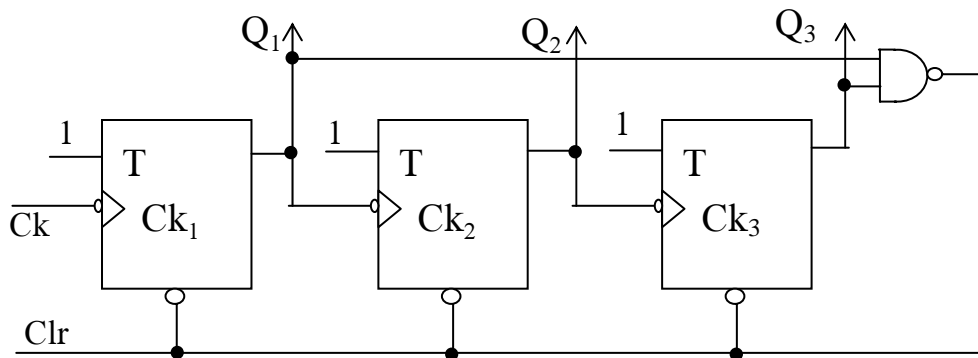 Q₁ Q₂ Q₃
1 1 1
T T T
Ck Ck₁ Ck₂ Ck₃
Clr